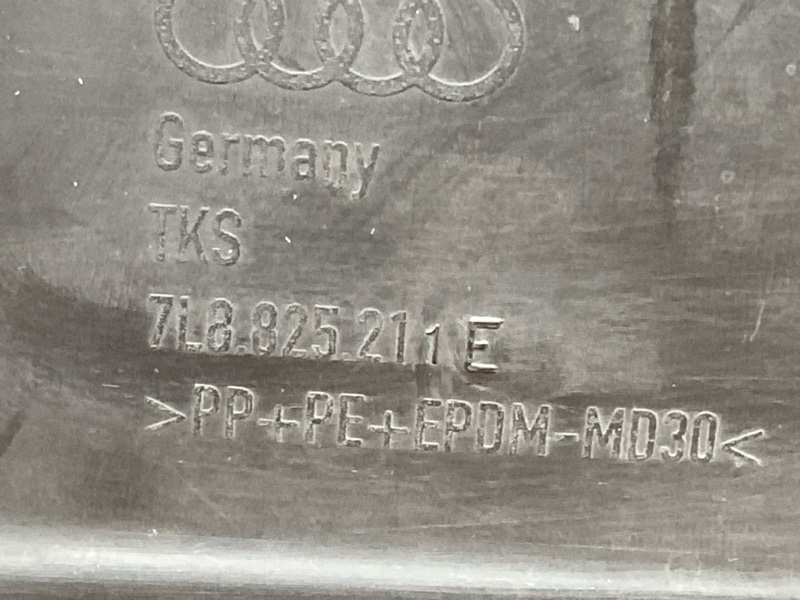 Germany
TKS
7L8.825.211 E
>PP+PE+EPDM-MD30<